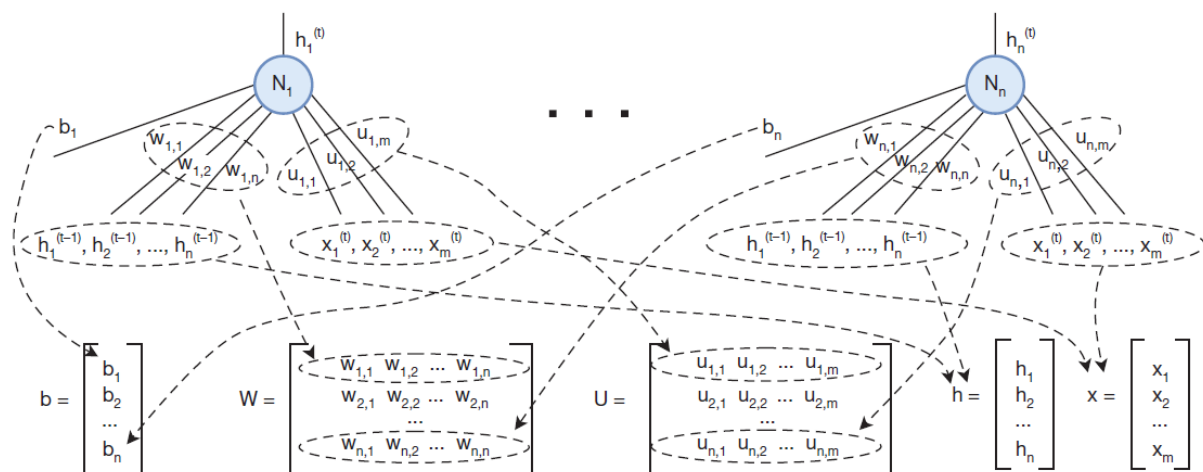 h₁⁽ᵗ⁾ hₙ⁽ᵗ⁾
N₁ . . . Nₙ
b₁ w₁,₁ w₁,₂ w₁,ₙ u₁,₁ u₁,₂ u₁,ₘ bₙ wₙ,₁ wₙ,₂ wₙ,ₙ uₙ,₁ uₙ,₂ uₙ,ₘ
h₁⁽ᵗ⁻¹⁾, h₂⁽ᵗ⁻¹⁾, ..., hₙ⁽ᵗ⁻¹⁾ x₁⁽ᵗ⁾, x₂⁽ᵗ⁾, ..., xₘ⁽ᵗ⁾ h₁⁽ᵗ⁻¹⁾, h₂⁽ᵗ⁻¹⁾, ..., hₙ⁽ᵗ⁻¹⁾ x₁⁽ᵗ⁾, x₂⁽ᵗ⁾, ..., xₘ⁽ᵗ⁾
b =
b₁
b₂
...
bₙ
W =
w₁,₁ w₁,₂ ... w₁,ₙ
w₂,₁ w₂,₂ ... w₂,ₙ
...
wₙ,₁ wₙ,₂ ... wₙ,ₙ
U =
u₁,₁ u₁,₂ ... u₁,ₘ
u₂,₁ u₂,₂ ... u₂,ₘ
...
uₙ,₁ uₙ,₂ ... uₙ,ₘ
h =
h₁
h₂
...
hₙ
x =
x₁
x₂
...
xₘ